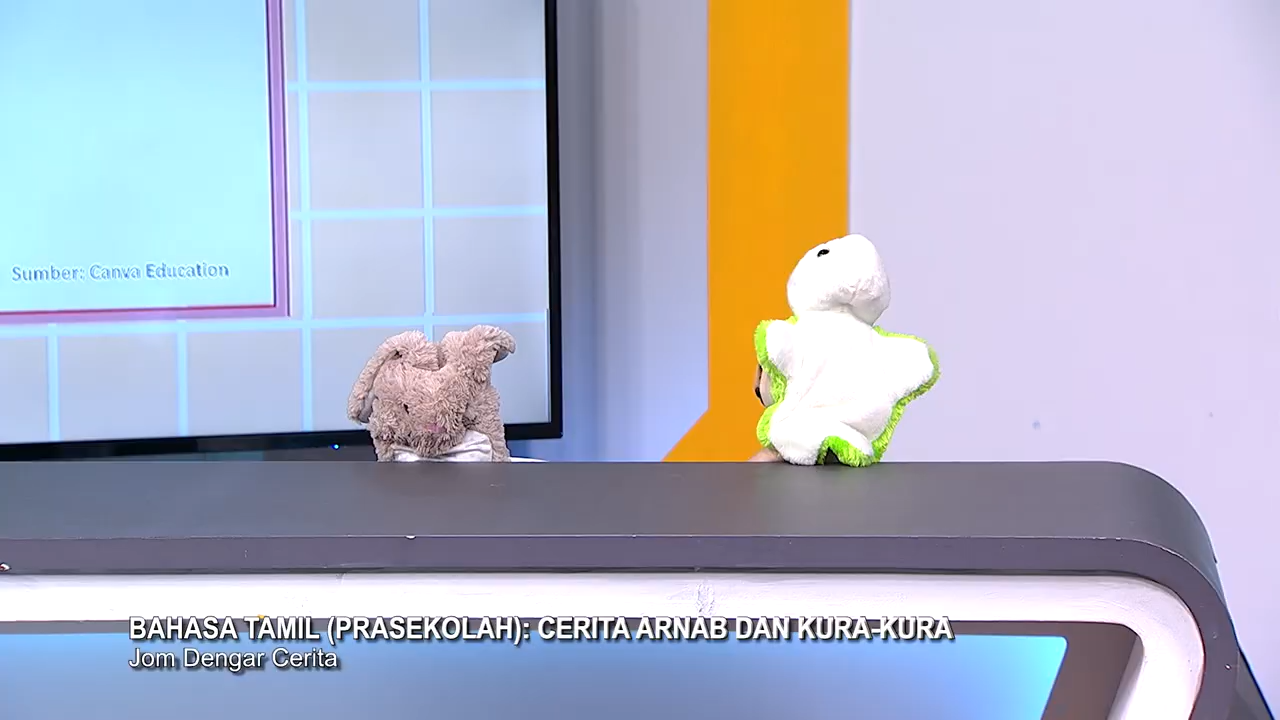 Sumber: Canva Education
BAHASA TAMIL (PRASEKOLAH): CERITA ARNAB DAN KURA-KURA
Jom Dengar Cerita